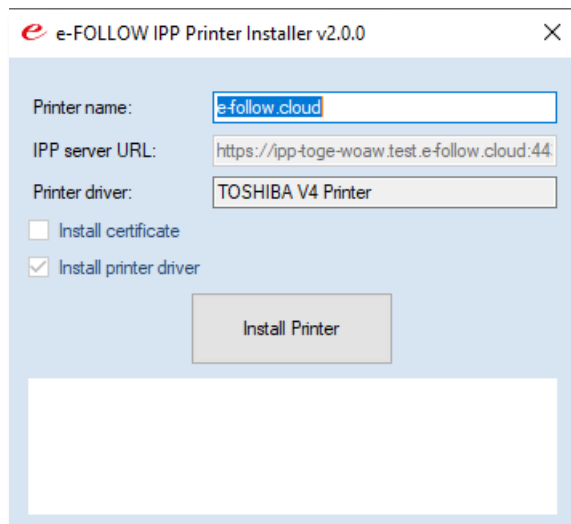 e e-FOLLOW IPP Printer Installer v2.0.0
Printer name: e-follow.cloud
IPP server URL: https://ipp-toge-woaw.test.e-follow.cloud:44
Printer driver: TOSHIBA V4 Printer
Install certificate
Install printer driver
Install Printer